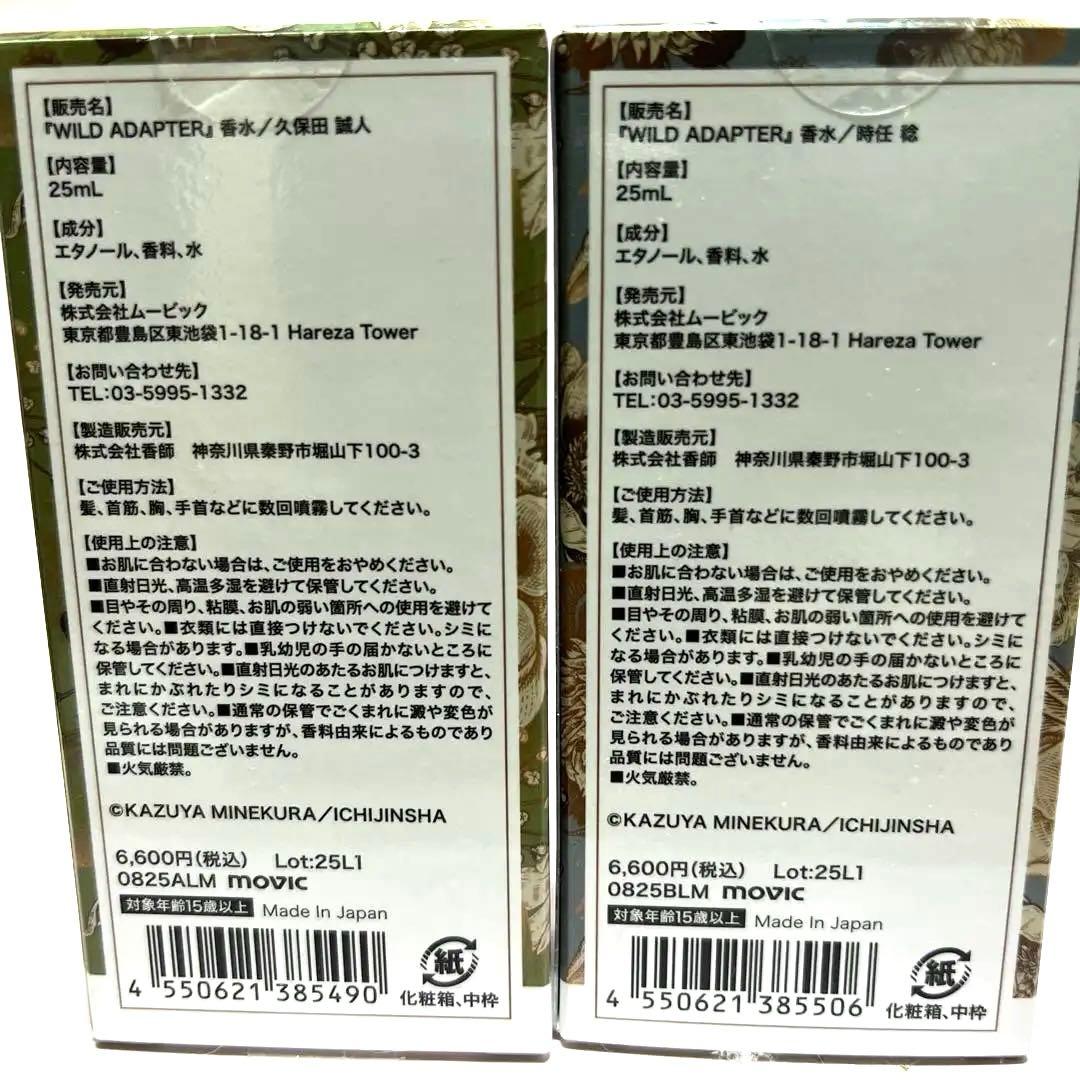 【販売名】
『WILD ADAPTER』 香水／久保田 誠人
【内容量】
25mL
【成分】
エタノール、香料、水
【発売元】
株式会社ムービック
東京都豊島区東池袋1-18-1 Hareza Tower
【お問い合わせ先】
TEL:03-5995-1332
【製造販売元】
株式会社香師　神奈川県秦野市堀山下100-3
【ご使用方法】
髪、首筋、胸、手首などに数回噴霧してください。
【使用上の注意】
■お肌に合わない場合は、ご使用をおやめください。
■直射日光、高温多湿を避けて保管してください。
■目やその周り、粘膜、お肌の弱い箇所への使用を避けて
ください。■衣類には直接つけないでください。シミに
なる場合があります。■乳幼児の手の届かないところに
保管してください。■直射日光のあたるお肌につけますと、
まれにかぶれたりシミになることがありますので、
ご注意ください。■通常の保管でごくまれに澱や変色が
見られる場合がありますが、香料由来によるものであり
品質には問題ございません。
■火気厳禁。
©KAZUYA MINEKURA／ICHIJINSHA
6,600円(税込)　Lot:25L1
0825ALM movic
対象年齢15歳以上 Made In Japan
4 550621 385490
紙
化粧箱、中枠
【販売名】
『WILD ADAPTER』 香水／時任 稔
【内容量】
25mL
【成分】
エタノール、香料、水
【発売元】
株式会社ムービック
東京都豊島区東池袋1-18-1 Hareza Tower
【お問い合わせ先】
TEL:03-5995-1332
【製造販売元】
株式会社香師　神奈川県秦野市堀山下100-3
【ご使用方法】
髪、首筋、胸、手首などに数回噴霧してください。
【使用上の注意】
■お肌に合わない場合は、ご使用をおやめください。
■直射日光、高温多湿を避けて保管してください。
■目やその周り、粘膜、お肌の弱い箇所への使用を避けて
ください。■衣類には直接つけないでください。シミに
なる場合があります。■乳幼児の手の届かないところに
保管してください。■直射日光のあたるお肌につけますと、
まれにかぶれたりシミになることがありますので、
ご注意ください。■通常の保管でごくまれに澱や変色が
見られる場合がありますが、香料由来によるものであり
品質には問題ございません。
■火気厳禁。
©KAZUYA MINEKURA／ICHIJINSHA
6,600円(税込)　Lot:25L1
0825BLM movic
対象年齢15歳以上 Made In Japan
4 550621 385506
紙
化粧箱、中枠